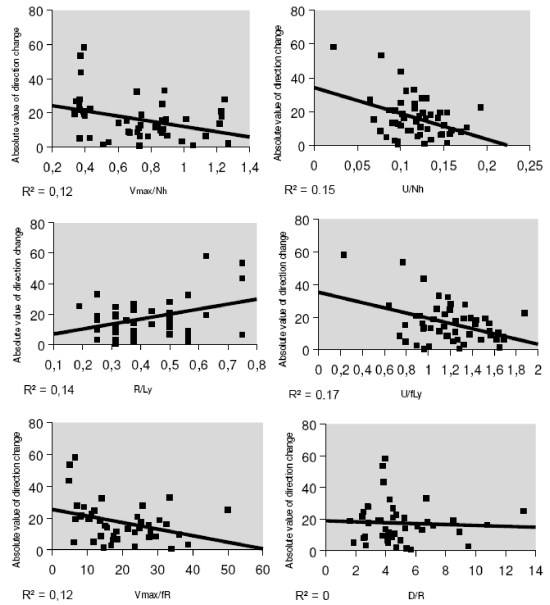 Absolute value of direction change
80
60
40
20
0
0,2 0,4 0,6 0,8 1 1,2 1,4
R² = 0,12 Vmax/Nh
Absolute value of direction change
80
60
40
20
0
0 0,05 0,1 0,15 0,2 0,25
R² = 0.15 U/Nh
Absolute value of direction change
80
60
40
20
0
0,1 0,2 0,3 0,4 0,5 0,6 0,7 0,8
R² = 0,14 R/Ly
Absolute value of direction change
80
60
40
20
0
0 0,2 0,4 0,6 0,8 1 1,2 1,4 1,6 1,8 2
R² = 0.17 U/fLy
Absolute value of direction change
80
60
40
20
0
0 10 20 30 40 50 60
R² = 0,12 Vmax/fR
Absolute value of direction change
80
60
40
20
0
0 2 4 6 8 10 12 14
R² = 0 D/R